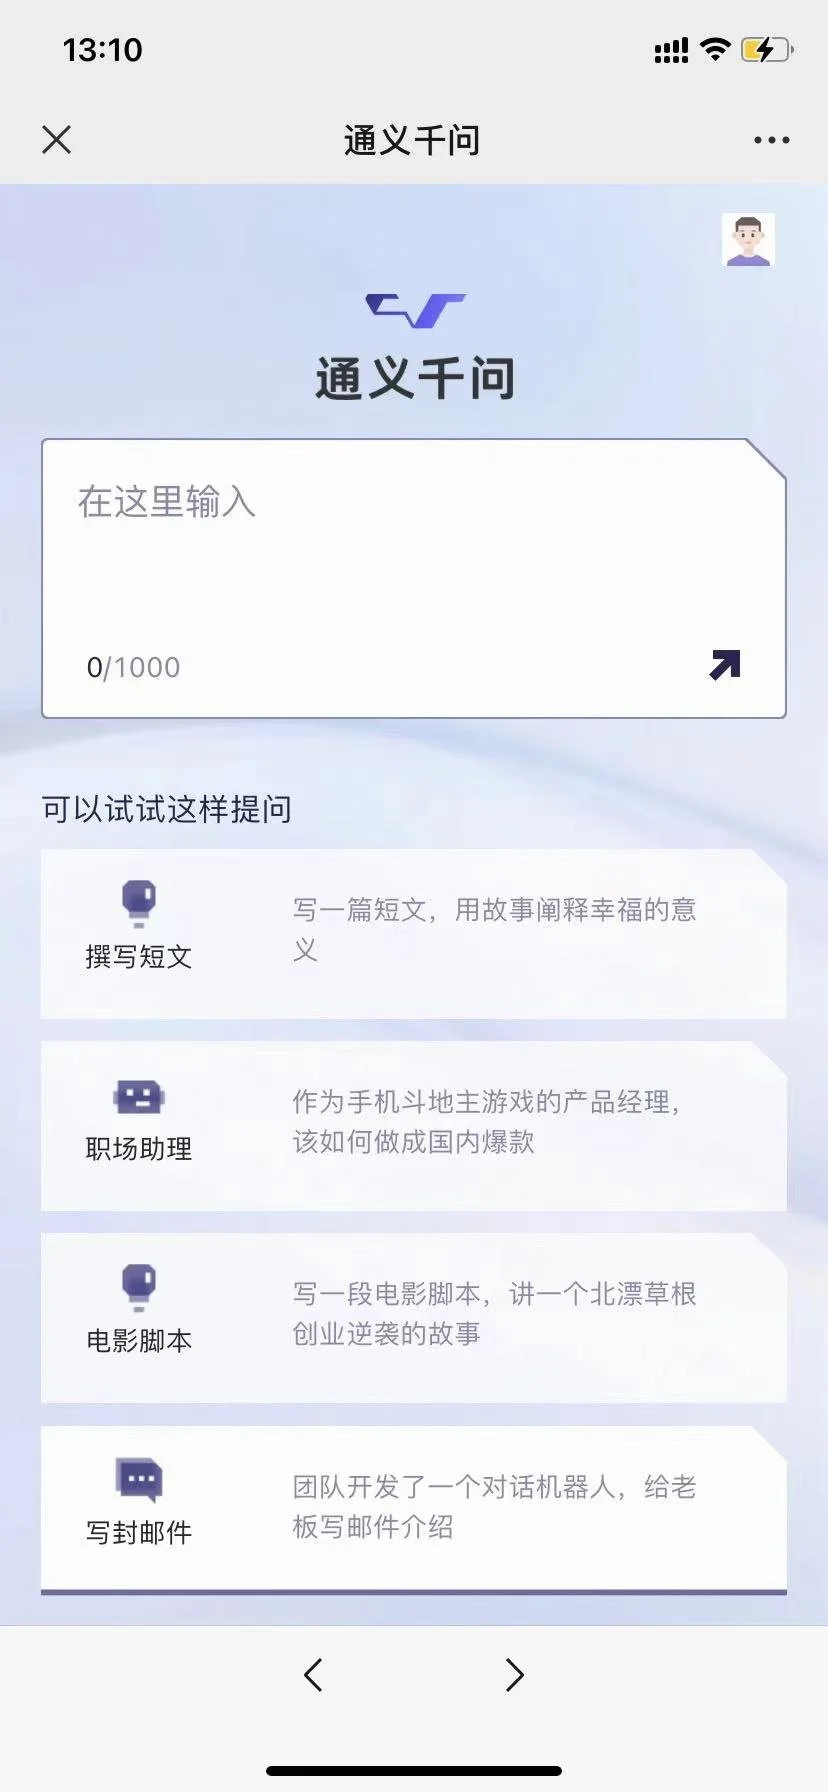 13:10
通义千问
通义千问
在这里输入
0/1000
可以试试这样提问
撰写短文
写一篇短文，用故事阐释幸福的意
义
职场助理
作为手机斗地主游戏的产品经理，
该如何做成国内爆款
电影脚本
写一段电影脚本，讲一个北漂草根
创业逆袭的故事
写封邮件
团队开发了一个对话机器人，给老
板写邮件介绍